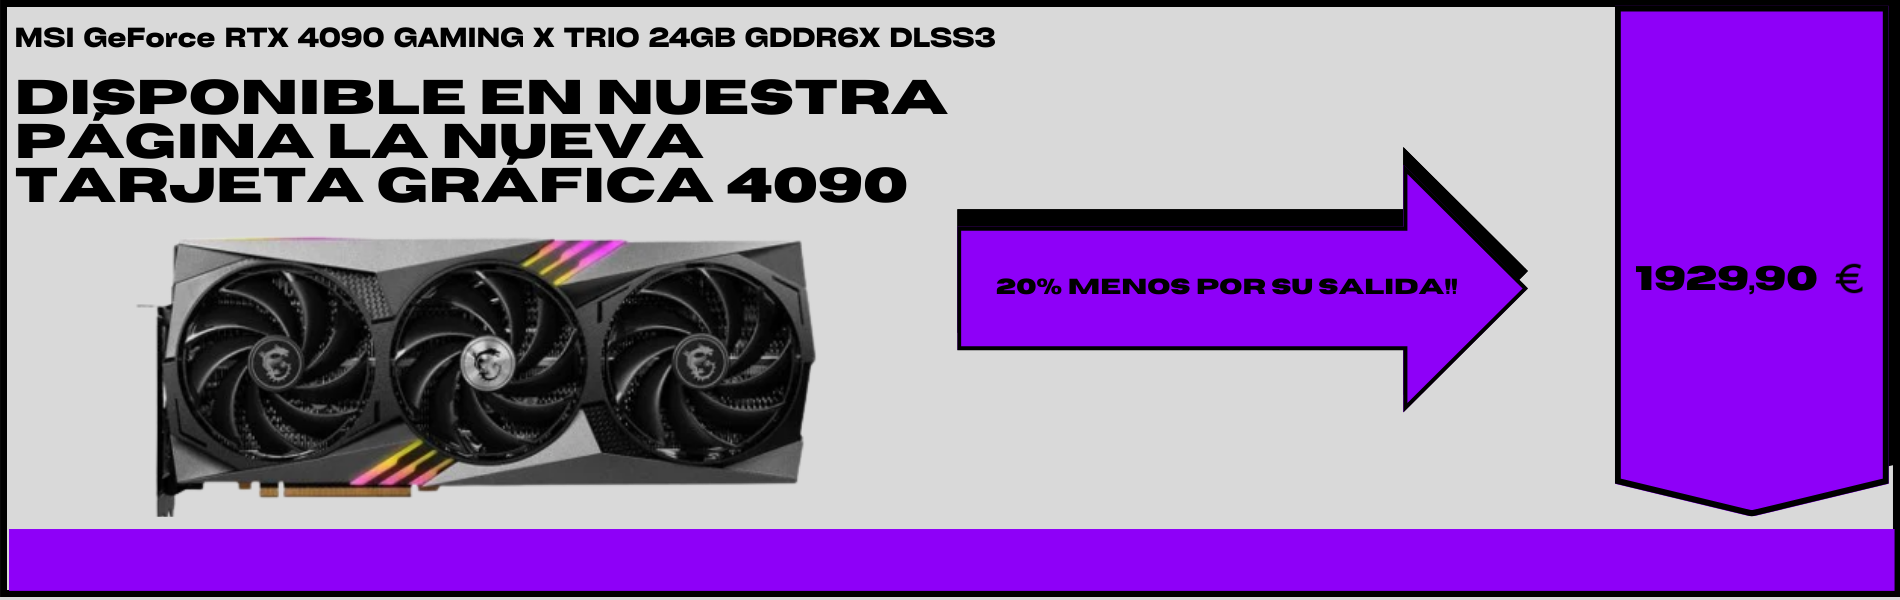 MSI GeForce RTX 4090 GAMING X TRIO 24GB GDDR6X DLSS3
DISPONIBLE EN NUESTRA
PÁGINA LA NUEVA
TARJETA GRÁFICA 4090
20% MENOS POR SU SALIDA!!
1929,90 €